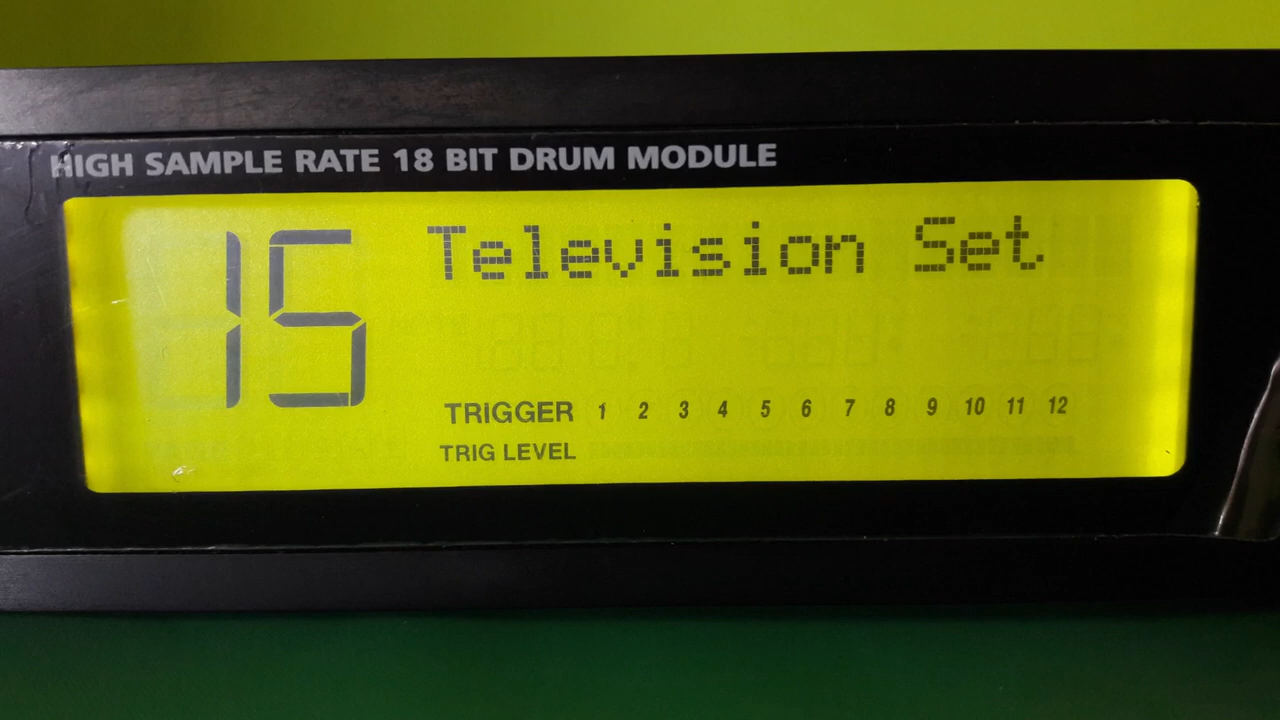 HIGH SAMPLE RATE 18 BIT DRUM MODULE
15 Television Set
TRIGGER 1 2 3 4 5 6 7 8 9 10 11 12
TRIG LEVEL